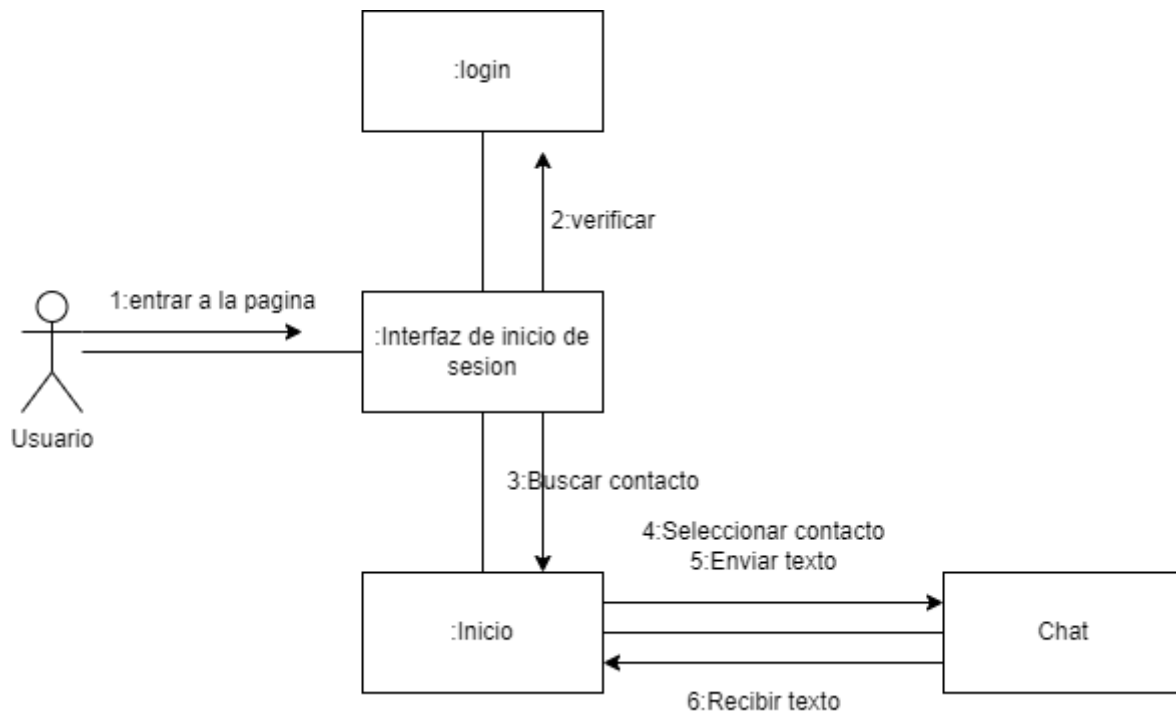 :login
2:verificar
1:entrar a la pagina
:Interfaz de inicio de
sesion
Usuario
3:Buscar contacto
4:Seleccionar contacto
5:Enviar texto
:Inicio
Chat
6:Recibir texto